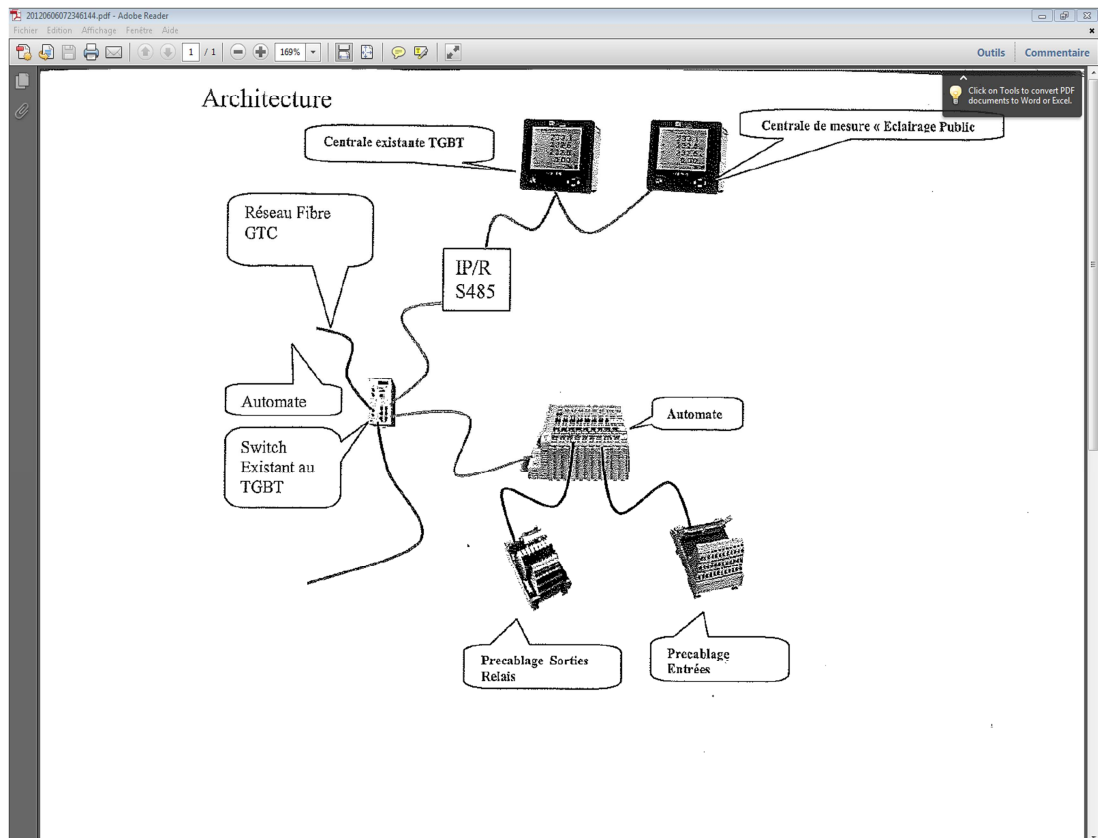 20120606072346144.pdf - Adobe Reader
Fichier Edition Affichage Fenêtre Aide
1 / 1
169%
Outils
Commentaire
Click on Tools to convert PDF
documents to Word or Excel.
Architecture
Centrale existante TGBT
Centrale de mesure « Eclairage Public
Réseau Fibre
GTC
IP/R
S485
Automate
Automate
Switch
Existant au
TGBT
Precablage Sorties
Relais
Precablage
Entrées